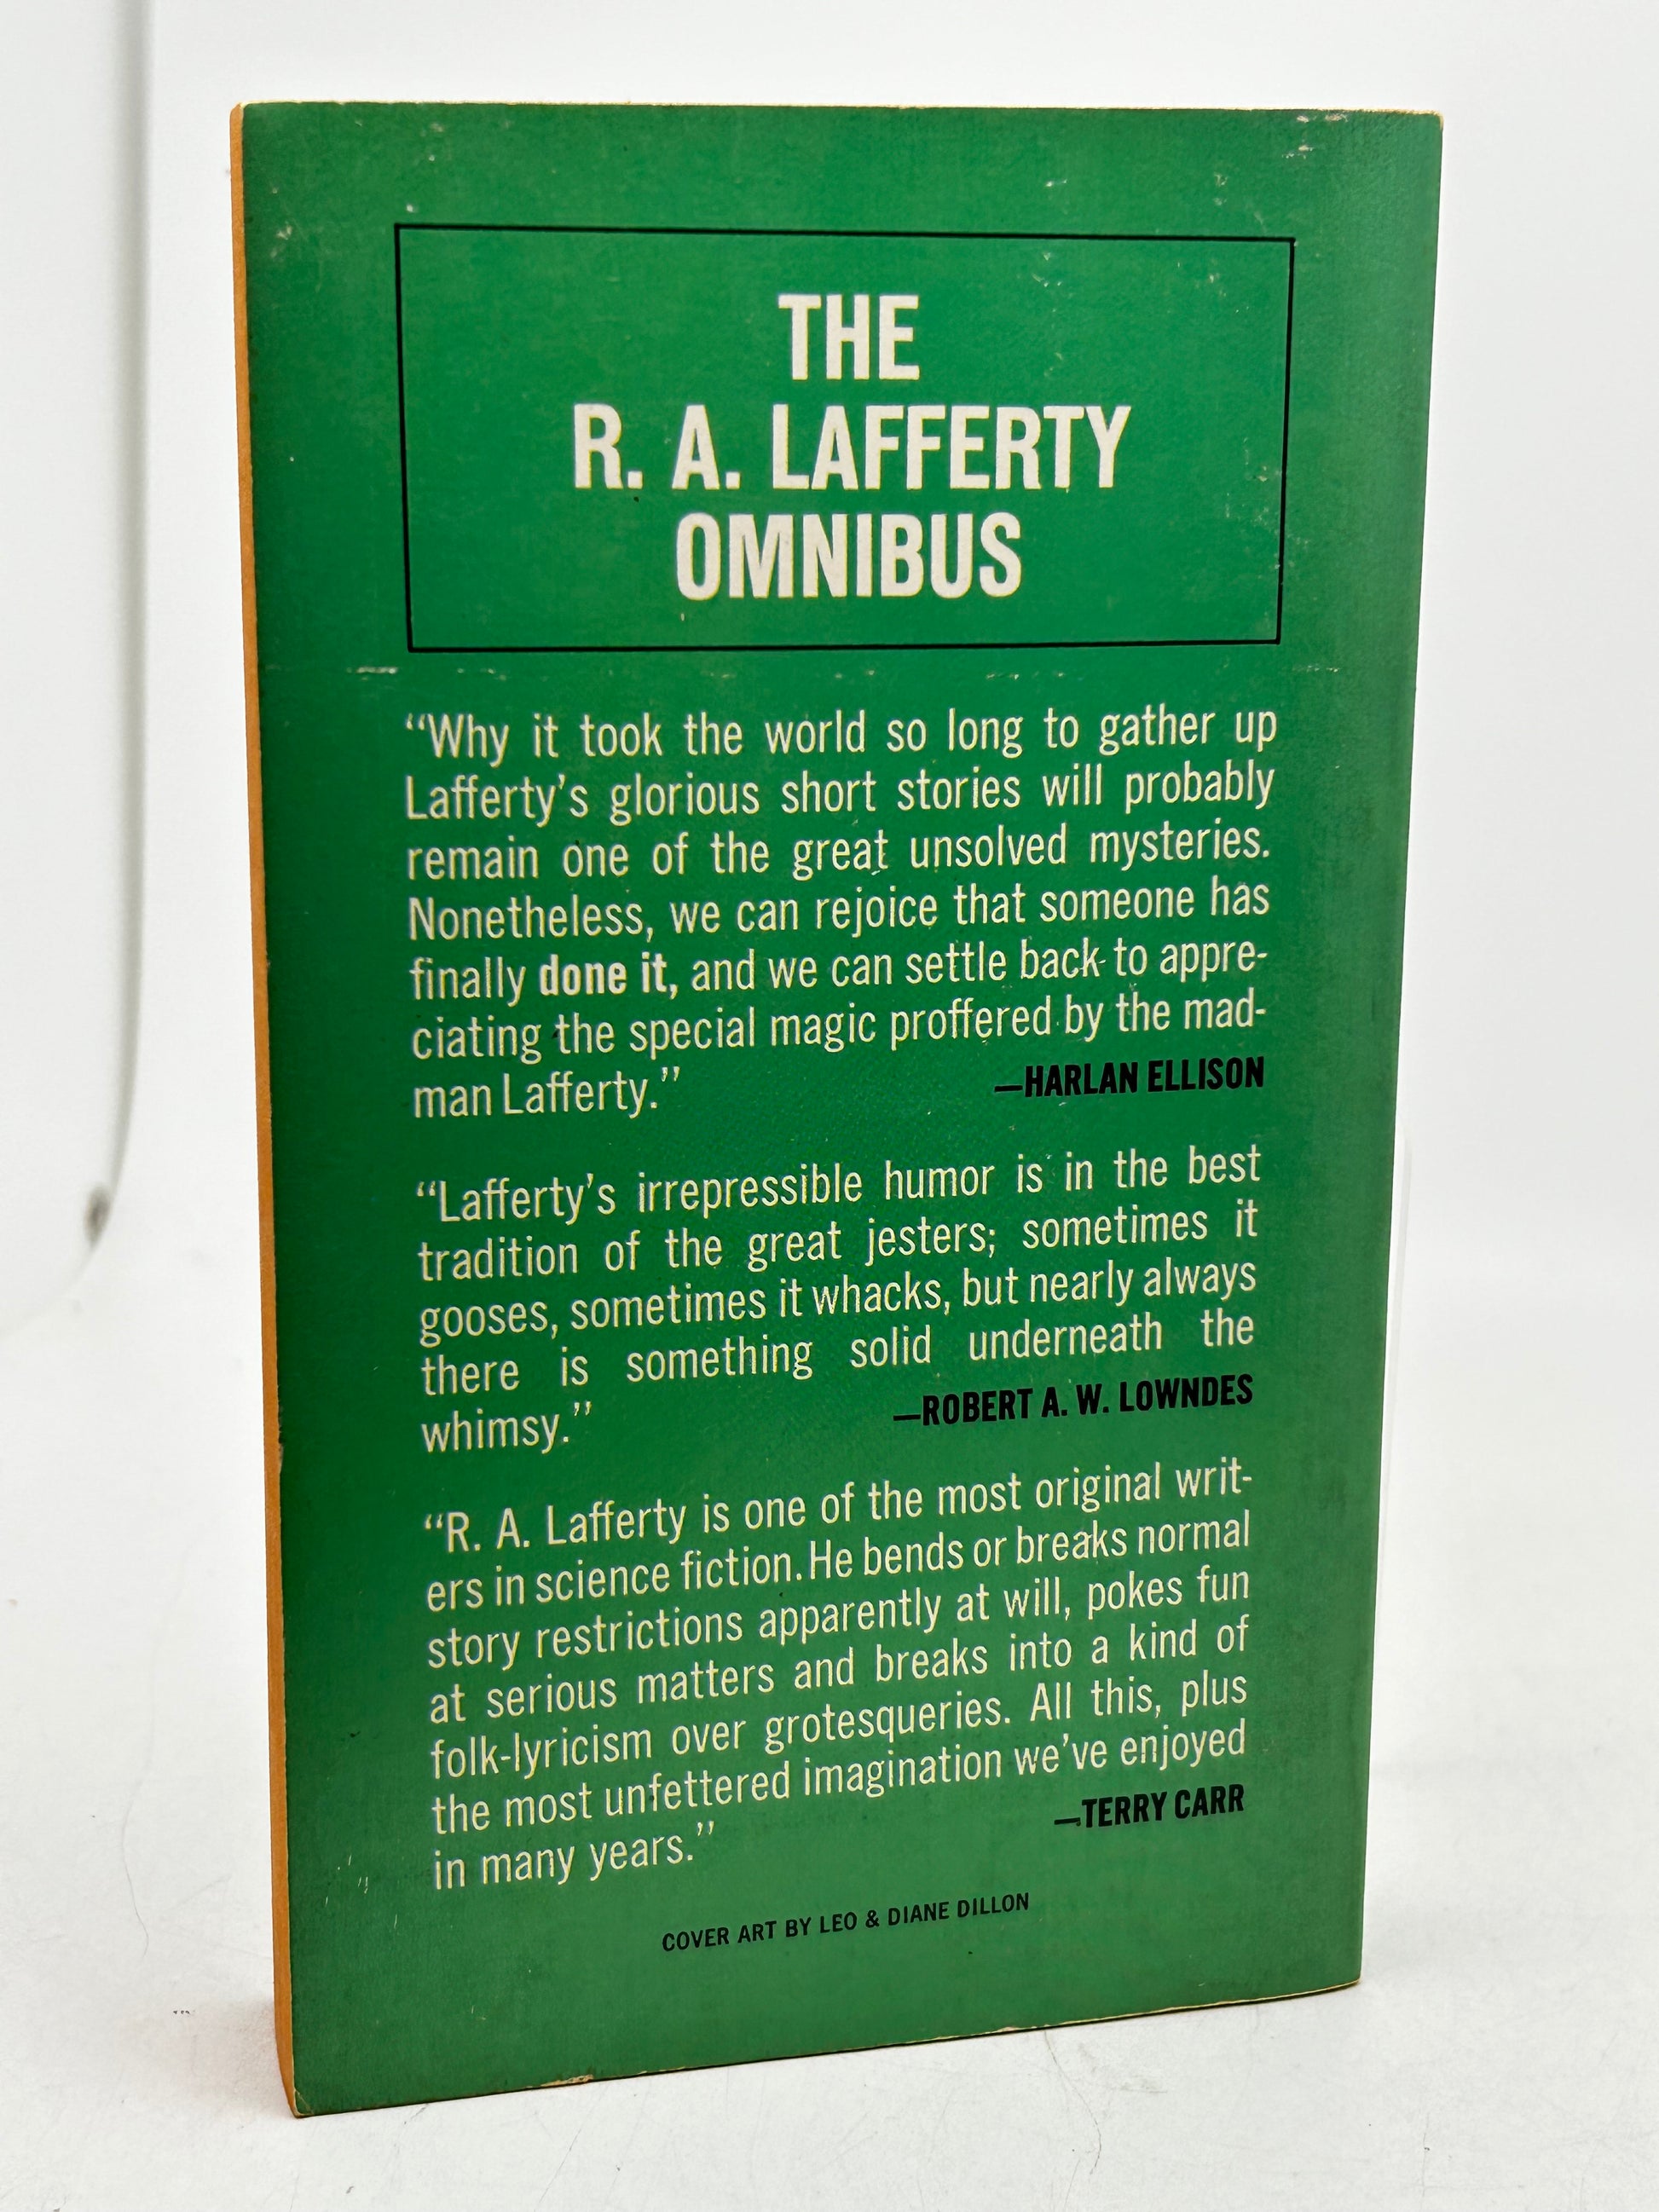 THE
R. A. LAFFERTY
OMNIBUS
“Why it took the world so long to gather up
Lafferty’s glorious short stories will probably
remain one of the great unsolved mysteries.
Nonetheless, we can rejoice that someone has
finally done it, and we can settle back to appre-
ciating the special magic proffered by the mad-
man Lafferty.” —HARLAN ELLISON
“Lafferty’s irrepressible humor is in the best
tradition of the great jesters; sometimes it
gooses, sometimes it whacks, but nearly always
there is something solid underneath the
whimsy.” —ROBERT A. W. LOWNDES
“R. A. Lafferty is one of the most original writ-
ers in science fiction. He bends or breaks normal
story restrictions apparently at will, pokes fun
at serious matters and breaks into a kind of
folk-lyricism over grotesqueries. All this, plus
the most unfettered imagination we’ve enjoyed
in many years.” —TERRY CARR
COVER ART BY LEO & DIANE DILLON